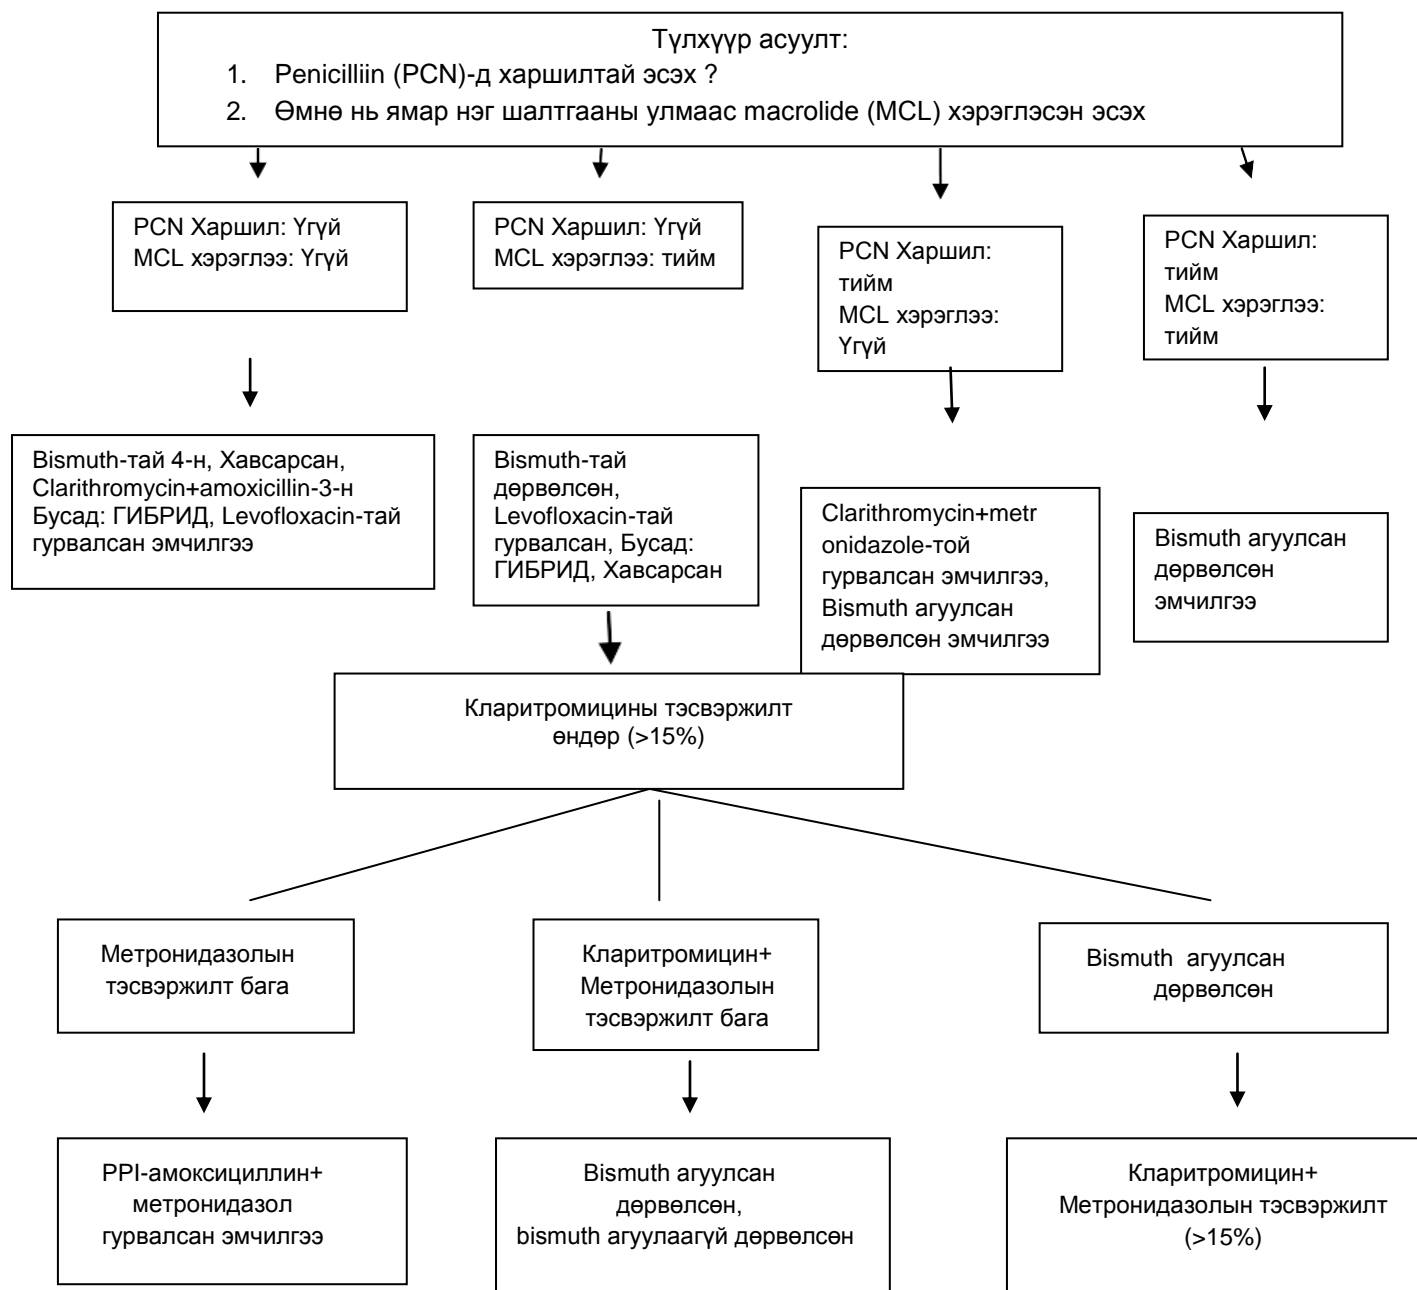 Түлхүүр асуулт:
1. Penicilliin (PCN)-д харшилтай эсэх ?
2. Өмнө нь ямар нэг шалтгааны улмаас macrolide (MCL) хэрэглэсэн эсэх
PCN Харшил: Үгүй
MCL хэрэглээ: Үгүй
PCN Харшил: Үгүй
MCL хэрэглээ: тийм
PCN Харшил:
тийм
MCL хэрэглээ:
Үгүй
PCN Харшил:
тийм
MCL хэрэглээ:
тийм
Bismuth-тай 4-н, Хавсарсан,
Clarithromycin+amoxicillin-3-н
Бусад: ГИБРИД, Levofloxacin-тай
гурвалсан эмчилгээ
Bismuth-тай
дөрвөлсөн,
Levofloxacin-тай
гурвалсан, Бусад:
ГИБРИД, Хавсарсан
Clarithromycin+metr
onidazole-той
гурвалсан эмчилгээ,
Bismuth агуулсан
дөрвөлсөн эмчилгээ
Bismuth агуулсан
дөрвөлсөн
эмчилгээ
Кларитромицины тэсвэржилт
өндөр (>15%)
Метронидазолын
тэсвэржилт бага
Кларитромицин+
Метронидазолын
тэсвэржилт бага
Bismuth агуулсан
дөрвөлсөн
PPI-амоксициллин+
метронидазол
гурвалсан эмчилгээ
Bismuth агуулсан
дөрвөлсөн,
bismuth агуулаагүй дөрвөлсөн
Кларитромицин+
Метронидазолын тэсвэржилт
(>15%)